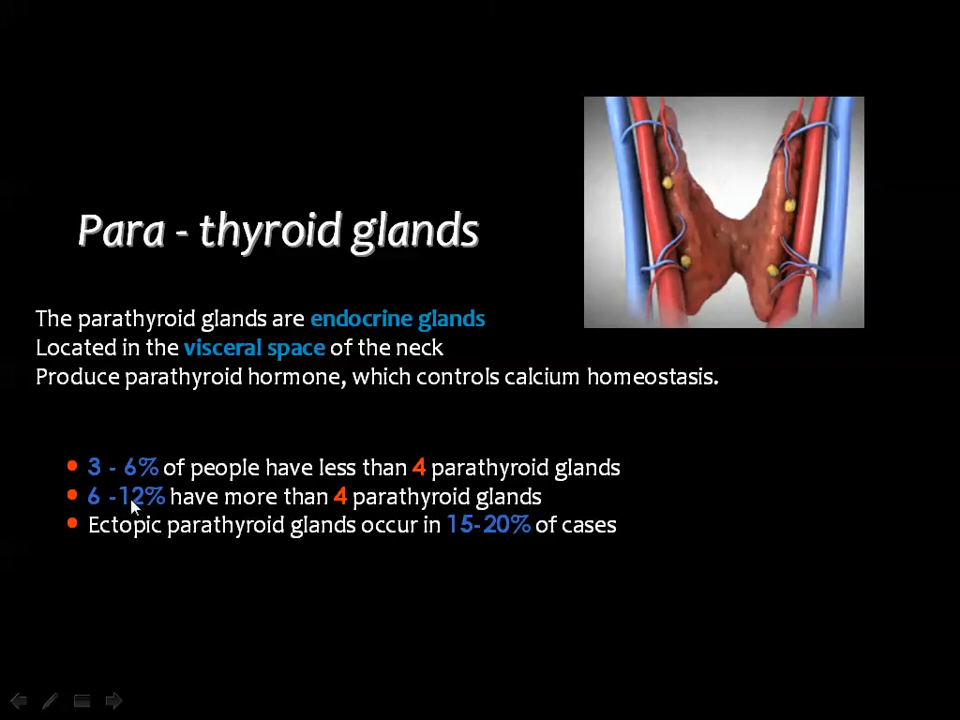 Para - thyroid glands
The parathyroid glands are endocrine glands
Located in the visceral space of the neck
Produce parathyroid hormone, which controls calcium homeostasis.
• 3 - 6% of people have less than 4 parathyroid glands
• 6 -12% have more than 4 parathyroid glands
• Ectopic parathyroid glands occur in 15-20% of cases